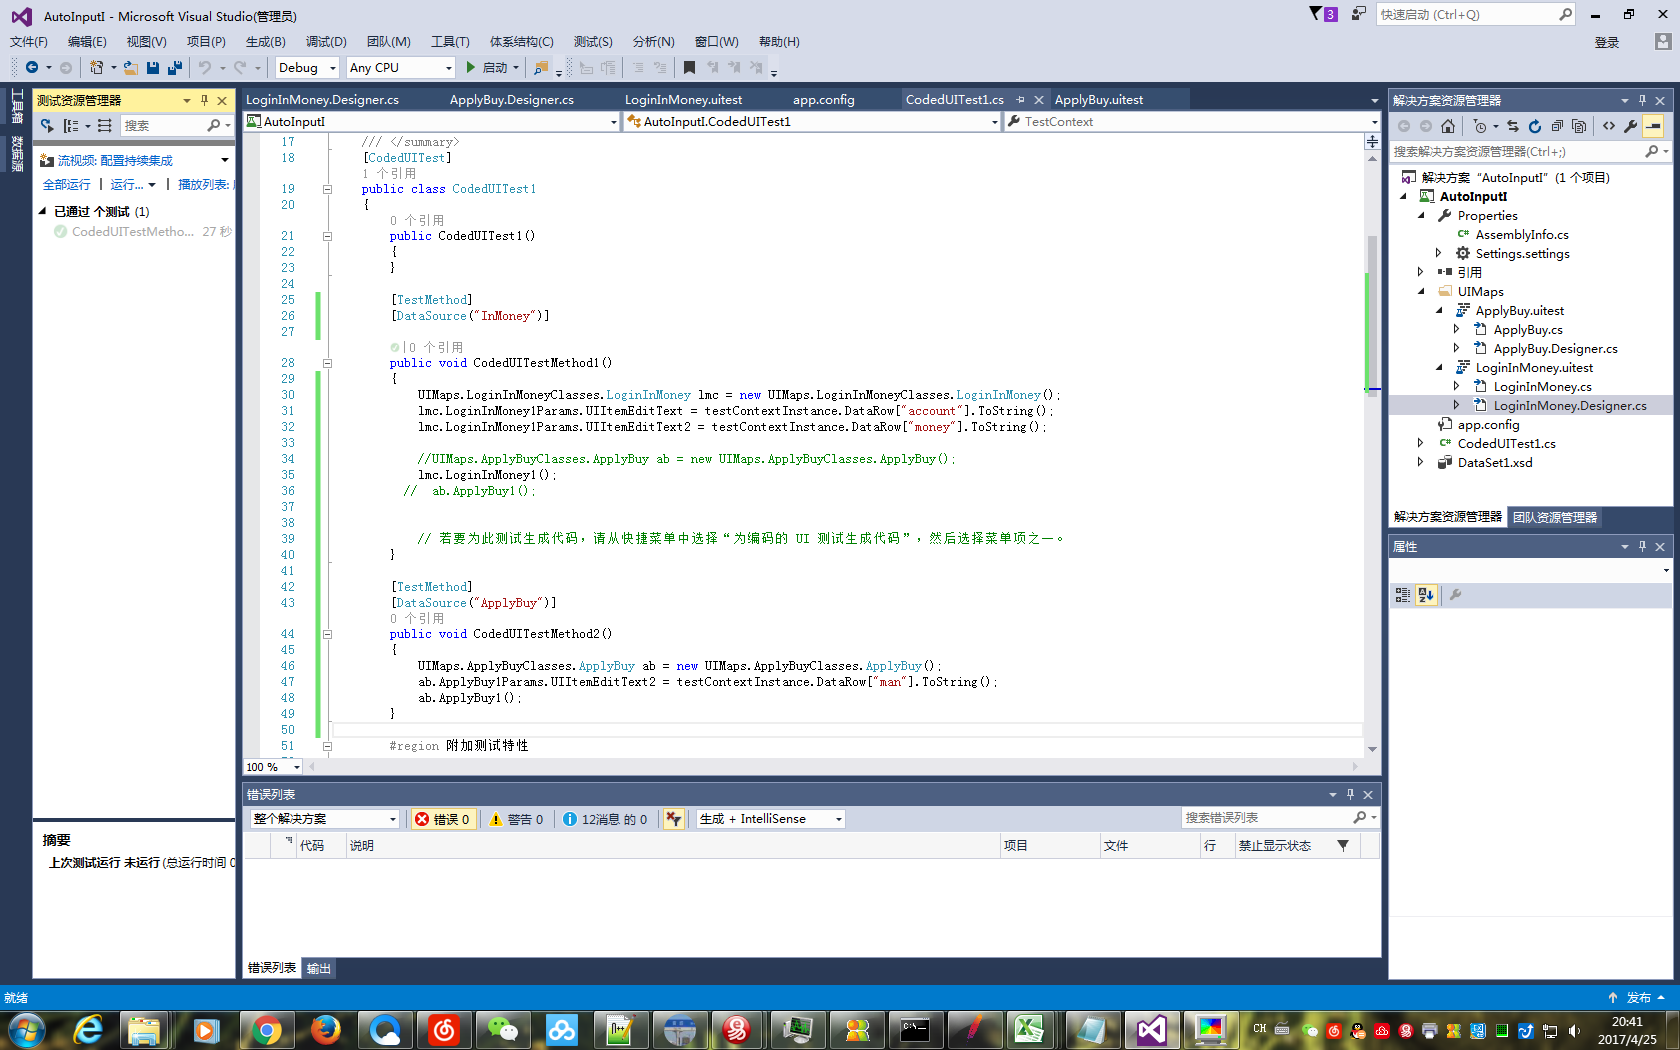 AutoInputI - Microsoft Visual Studio(管理员)
3
快速启动 (Ctrl+Q)
文件(F) 编辑(E) 视图(V) 项目(P) 生成(B) 调试(D) 团队(M) 工具(T) 体系结构(C) 测试(S) 分析(N) 窗口(W) 帮助(H)
登录
Debug Any CPU 启动
工具箱
数据源
测试资源管理器
搜索
流视频: 配置持续集成
全部运行 | 运行... | 播放列表:
已通过 个测试 (1)
CodedUITestMetho... 27 秒
摘要
上次测试运行 未运行 (总运行时间 0
LoginInMoney.Designer.cs ApplyBuy.Designer.cs LoginInMoney.uitest app.config CodedUITest1.cs ApplyBuy.uitest
AutoInputI AutoInputI.CodedUITest1 TestContext
17 /// </summary>
18 [CodedUITest]
1 个引用
19 public class CodedUITest1
20 {
0 个引用
21 public CodedUITest1()
22 {
23 }
24
25 [TestMethod]
26 [DataSource("InMoney")]
27
|0 个引用
28 public void CodedUITestMethod1()
29 {
30 UIMaps.LoginInMoneyClasses.LoginInMoney lmc = new UIMaps.LoginInMoneyClasses.LoginInMoney();
31 lmc.LoginInMoney1Params.UIItemEditText = testContextInstance.DataRow["account"].ToString();
32 lmc.LoginInMoney1Params.UIItemEditText2 = testContextInstance.DataRow["money"].ToString();
33
34 //UIMaps.ApplyBuyClasses.ApplyBuy ab = new UIMaps.ApplyBuyClasses.ApplyBuy();
35 lmc.LoginInMoney1();
36 // ab.ApplyBuy1();
37
38
39 // 若要为此测试生成代码，请从快捷菜单中选择“为编码的 UI 测试生成代码”，然后选择菜单项之一。
40 }
41
42 [TestMethod]
43 [DataSource("ApplyBuy")]
0 个引用
44 public void CodedUITestMethod2()
45 {
46 UIMaps.ApplyBuyClasses.ApplyBuy ab = new UIMaps.ApplyBuyClasses.ApplyBuy();
47 ab.ApplyBuy1Params.UIItemEditText2 = testContextInstance.DataRow["man"].ToString();
48 ab.ApplyBuy1();
49 }
50
51 #region 附加测试特性
100 %
错误列表
整个解决方案 错误 0 警告 0 12消息 的 0 生成 + IntelliSense 搜索错误列表
代码 说明 项目 文件 行 禁止显示状态
错误列表 输出
解决方案资源管理器
搜索解决方案资源管理器(Ctrl+;)
解决方案 "AutoInputI" (1 个项目)
AutoInputI
Properties
AssemblyInfo.cs
Settings.settings
引用
UIMaps
ApplyBuy.uitest
ApplyBuy.cs
ApplyBuy.Designer.cs
LoginInMoney.uitest
LoginInMoney.cs
LoginInMoney.Designer.cs
app.config
CodedUITest1.cs
DataSet1.xsd
解决方案资源管理器 团队资源管理器
属性
就绪
发布
CH
20:41
2017/4/25